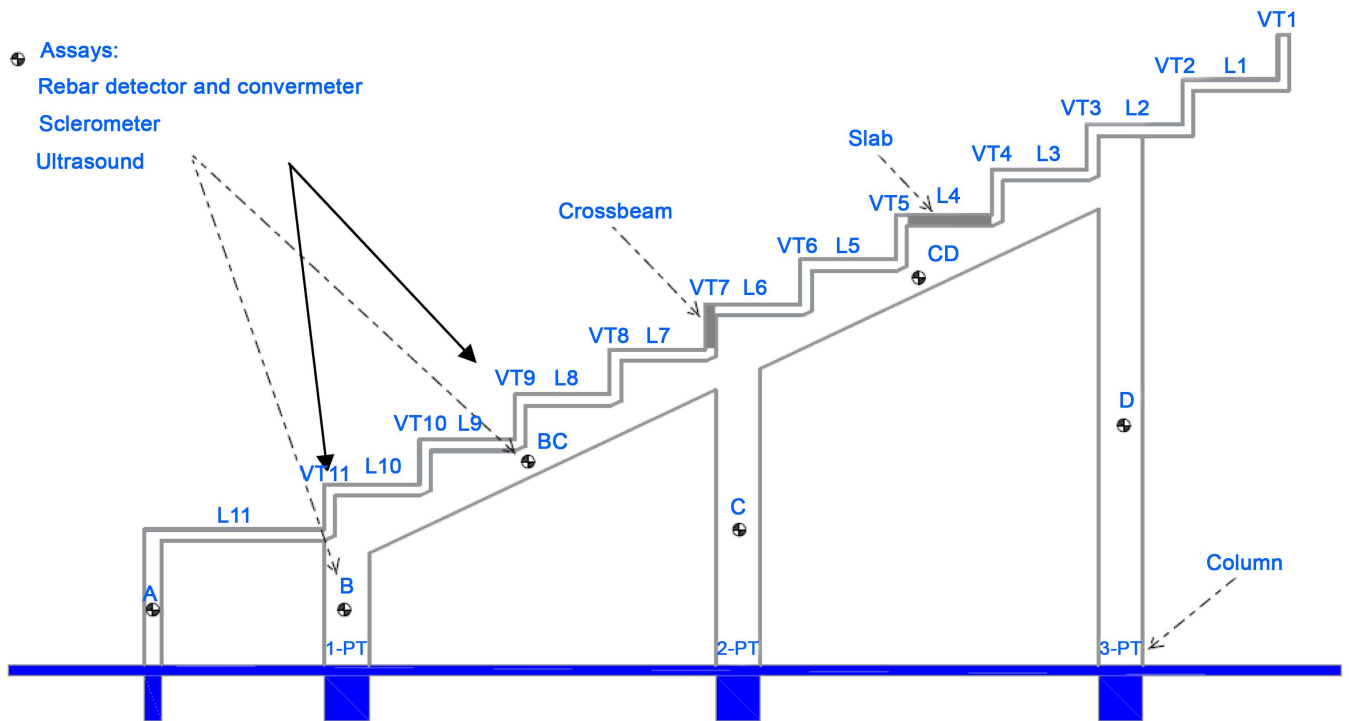 Assays:
Rebar detector and convermeter
Sclerometer
Ultrasound
VT1
VT2 L1
VT3 L2
Slab
VT4 L3
VT5 L4
Crossbeam
VT6 L5
CD
VT7 L6
VT8 L7
VT9 L8
D
VT10 L9
BC
VT11 L10
C
L11
Column
A
B
1-PT
2-PT
3-PT